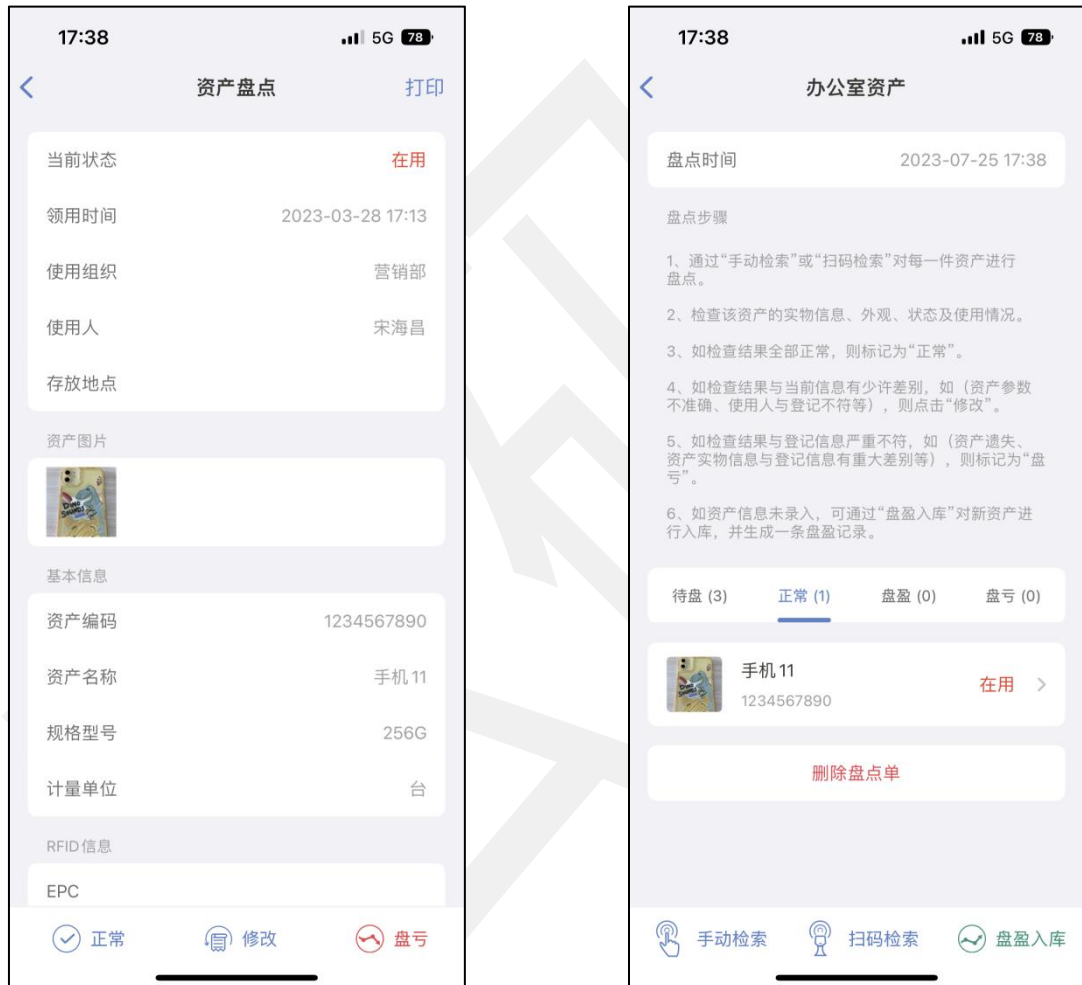 17:38
5G 78
资产盘点
打印
当前状态
在用
领用时间
2023-03-28 17:13
使用组织
营销部
使用人
宋海昌
存放地点
资产图片
基本信息
资产编码
1234567890
资产名称
手机 11
规格型号
256G
计量单位
台
RFID 信息
EPC
正常
修改
盘亏
17:38
5G 78
办公室资产
盘点时间
2023-07-25 17:38
盘点步骤
1、通过“手动检索”或“扫码检索”对每一件资产进行
盘点。
2、检查该资产的实物信息、外观、状态及使用情况。
3、如检查结果全部正常，则标记为“正常”。
4、如检查结果与当前信息有少许差别，如（资产参数
不准确、使用人与登记不符等），则点击“修改”。
5、如检查结果与登记信息严重不符，如（资产遗失、
资产实物信息与登记信息有重大差别等），则标记为“盘
亏”。
6、如资产信息未录入，可通过“盘盈入库”对新资产进
行入库，并生成一条盘盈记录。
待盘 (3)
正常 (1)
盘盈 (0)
盘亏 (0)
手机 11
1234567890
在用
删除盘点单
手动检索
扫码检索
盘盈入库